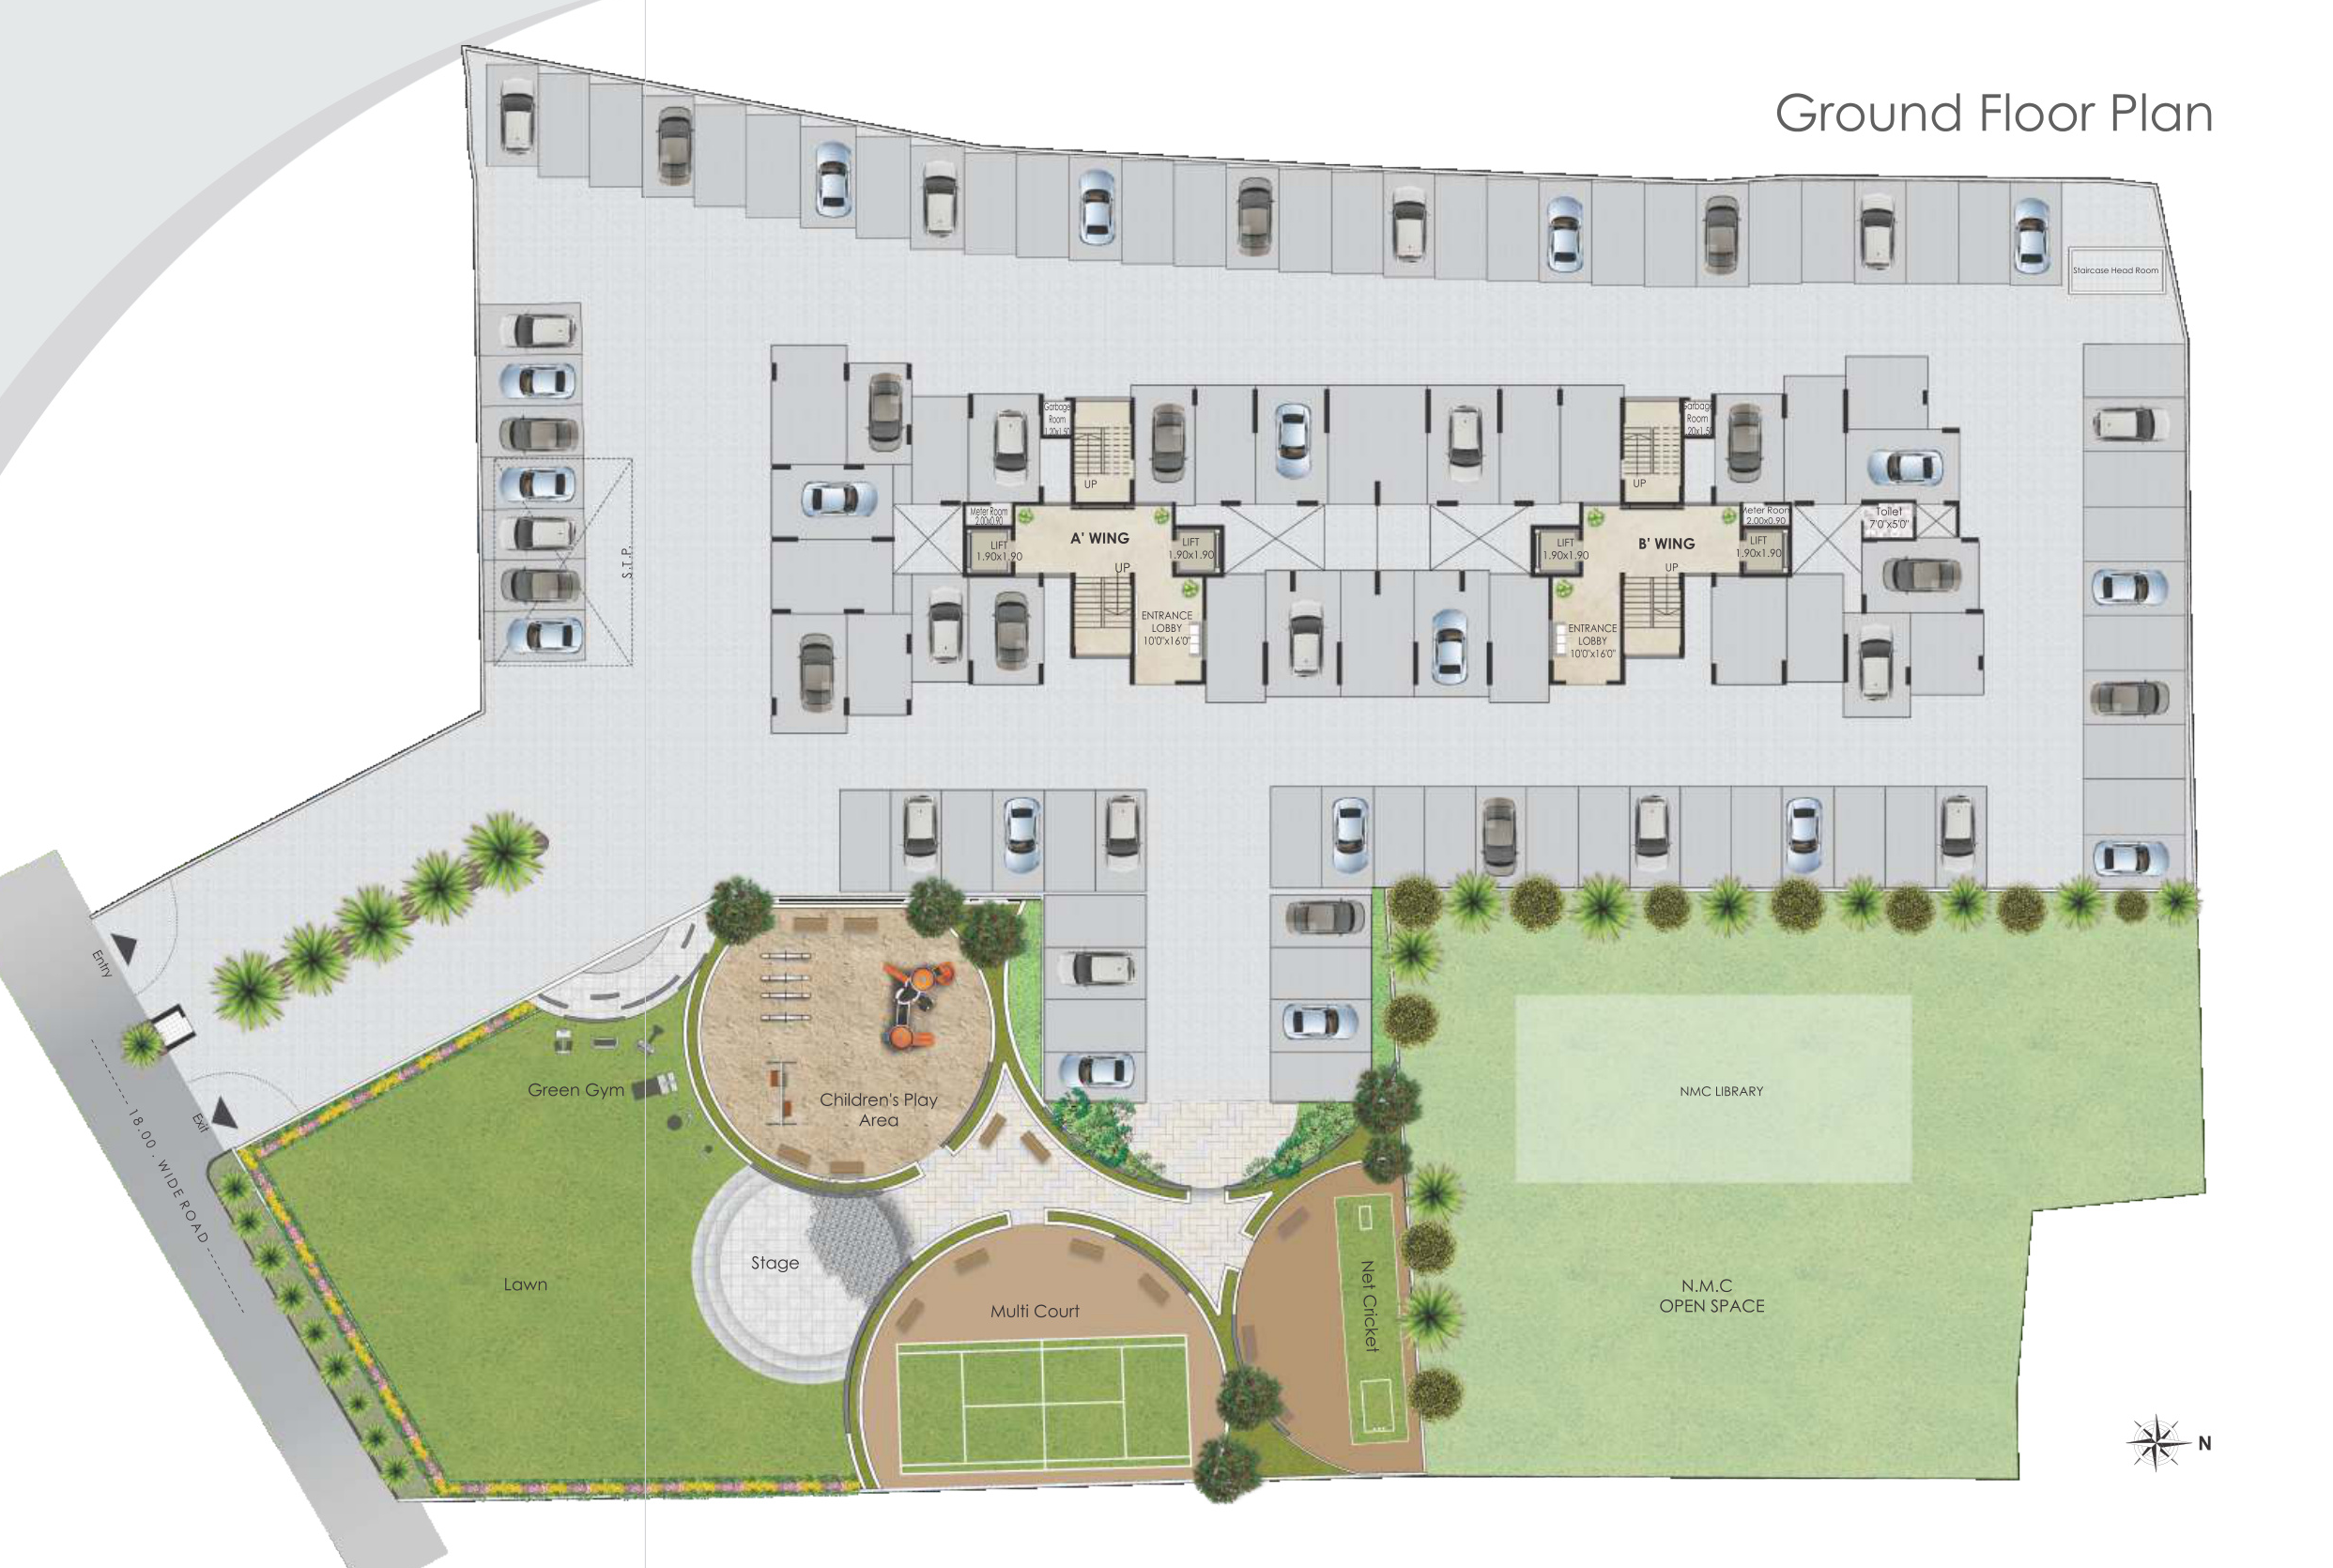 Ground Floor Plan
Staircase Head Room
Garbage
Room
1.20x1.50
UP
Garbage
Room
UP
Meter Room
2.00x0.90
LIFT
1.90x1.90
A' WING
UP
LIFT
1.90x1.90
LIFT
1.90x1.90
B' WING
UP
Meter Room
2.00x0.90
LIFT
1.90x1.90
Toilet
7'0"x5'0"
S.T.P.
ENTRANCE
LOBBY
10'0"x16'0"
ENTRANCE
LOBBY
10'0"x16'0"
Entry
Exit
18.00 . WIDE ROAD
Green Gym
Children's Play
Area
NMC LIBRARY
Stage
Lawn
Multi Court
Net Cricket
N.M.C
OPEN SPACE
N